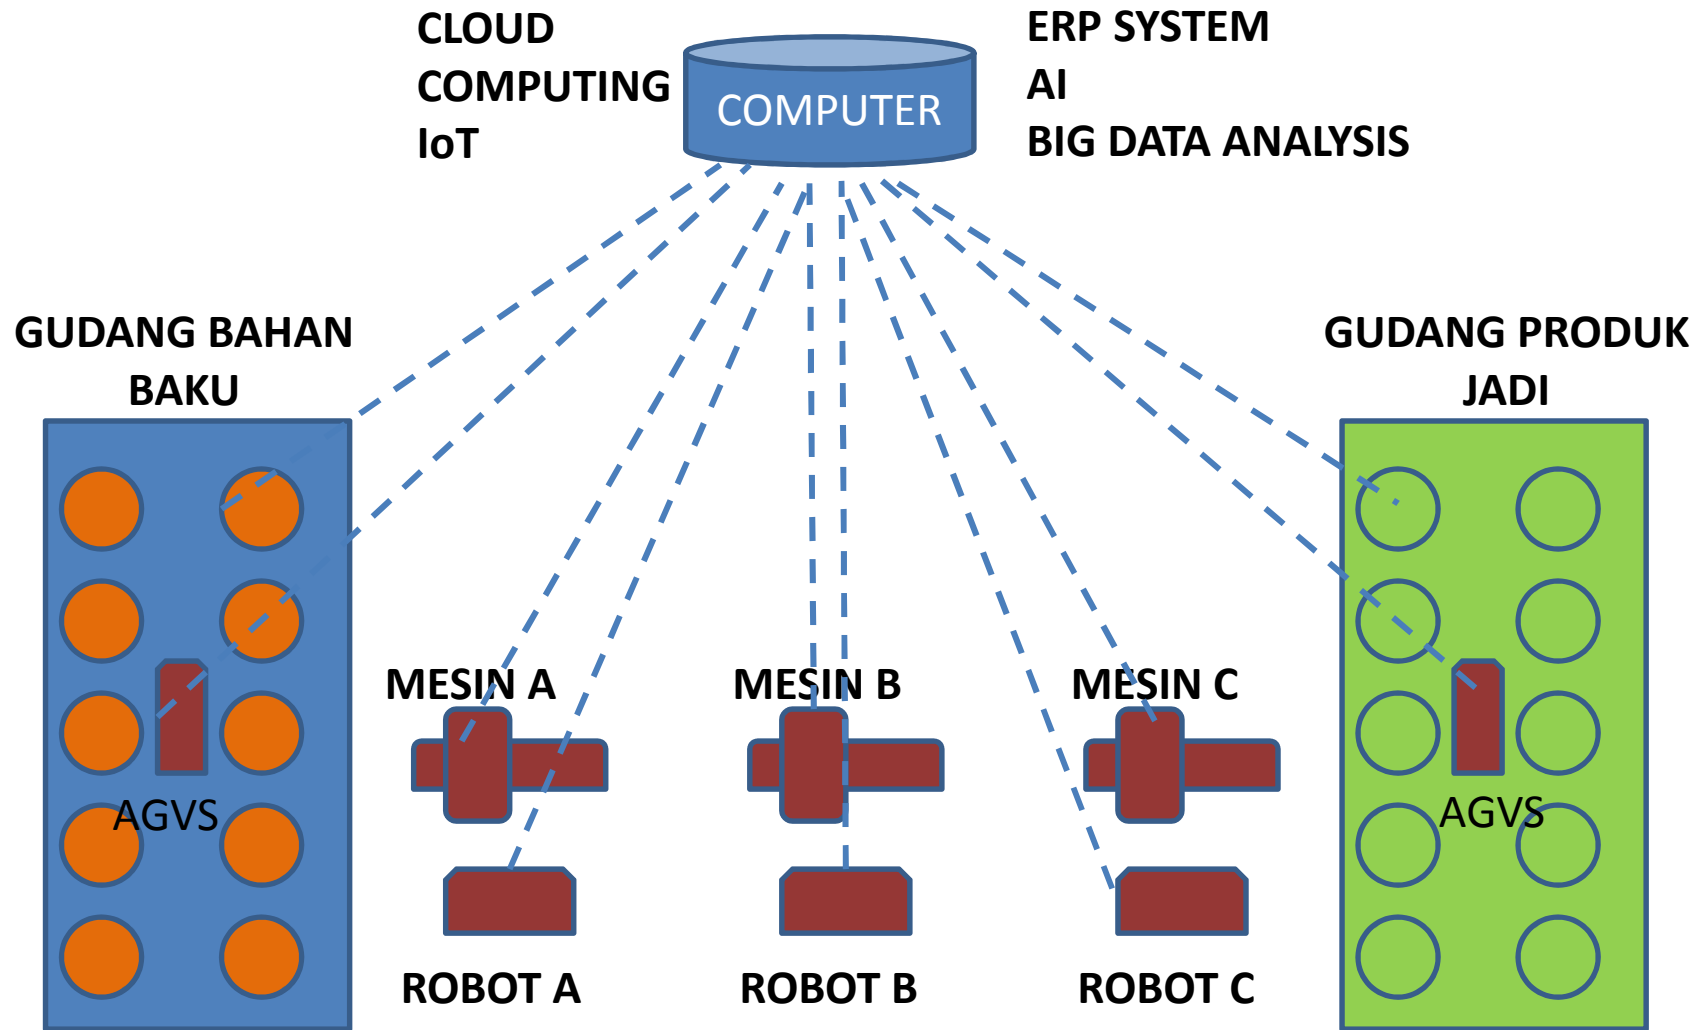 CLOUD
COMPUTING
IoT
COMPUTER
ERP SYSTEM
AI
BIG DATA ANALYSIS
GUDANG BAHAN
BAKU
GUDANG PRODUK
JADI
MESIN A
MESIN B
MESIN C
AGVS
AGVS
ROBOT A
ROBOT B
ROBOT C